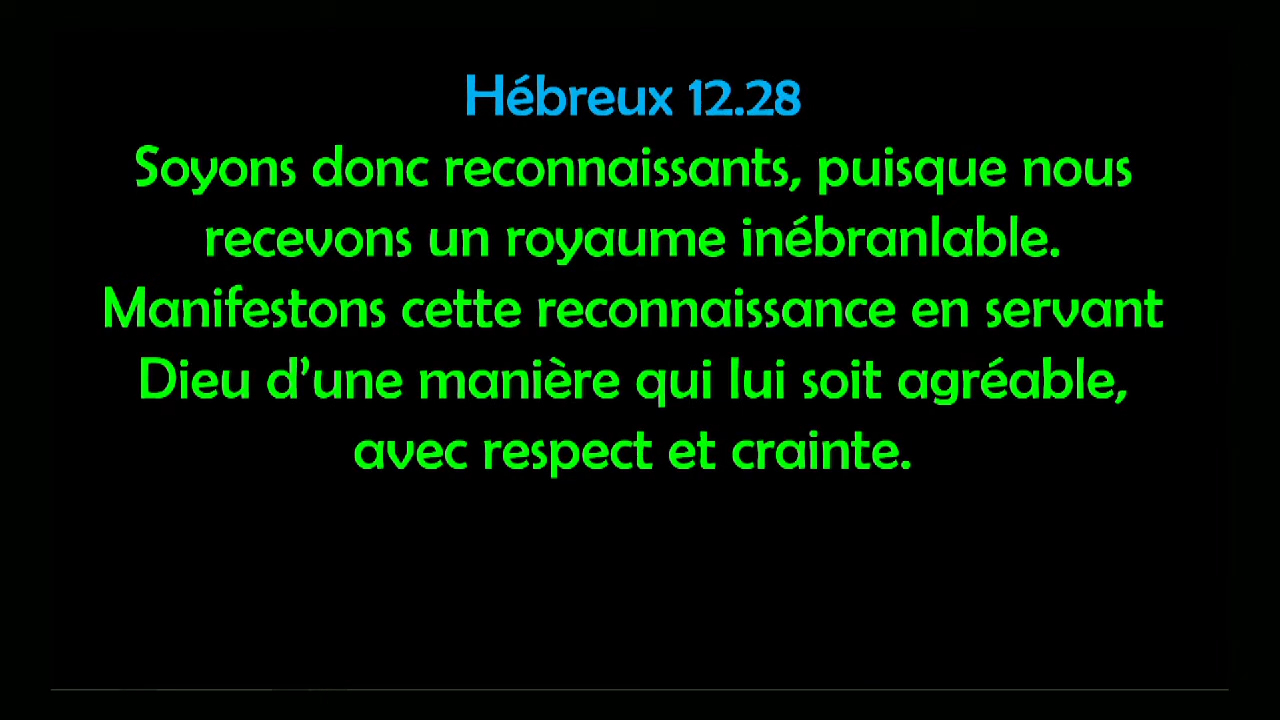 Hébreux 12.28
Soyons donc reconnaissants, puisque nous
recevons un royaume inébranlable.
Manifestons cette reconnaissance en servant
Dieu d’une manière qui lui soit agréable,
avec respect et crainte.